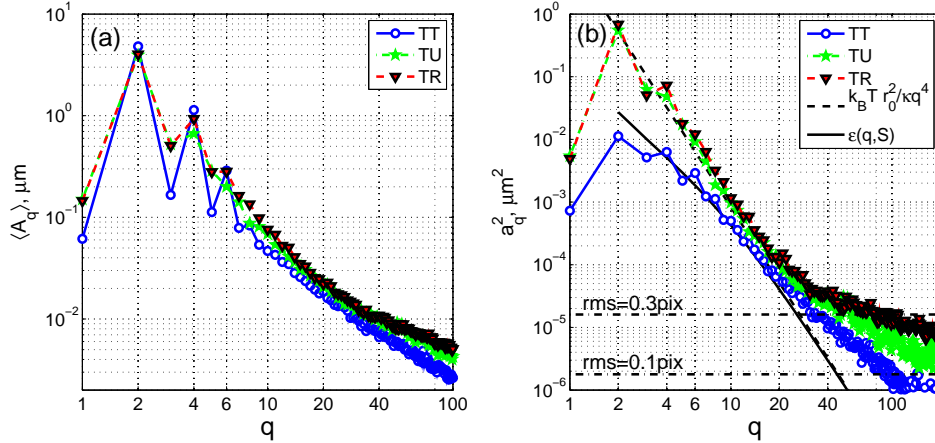 (a)
TT
TU
TR
10^1
10^0
10^-1
10^-2
⟨A_q⟩, μm
1 2 4 6 10 20 40 100
q
(b)
TT
TU
TR
k_BT r_0^2/κq^4
ε(q,S)
10^0
10^-1
10^-2
10^-3
10^-4
10^-5
10^-6
a_q^2, μm^2
rms=0.3pix
rms=0.1pix
1 2 4 6 10 20 40 100
q